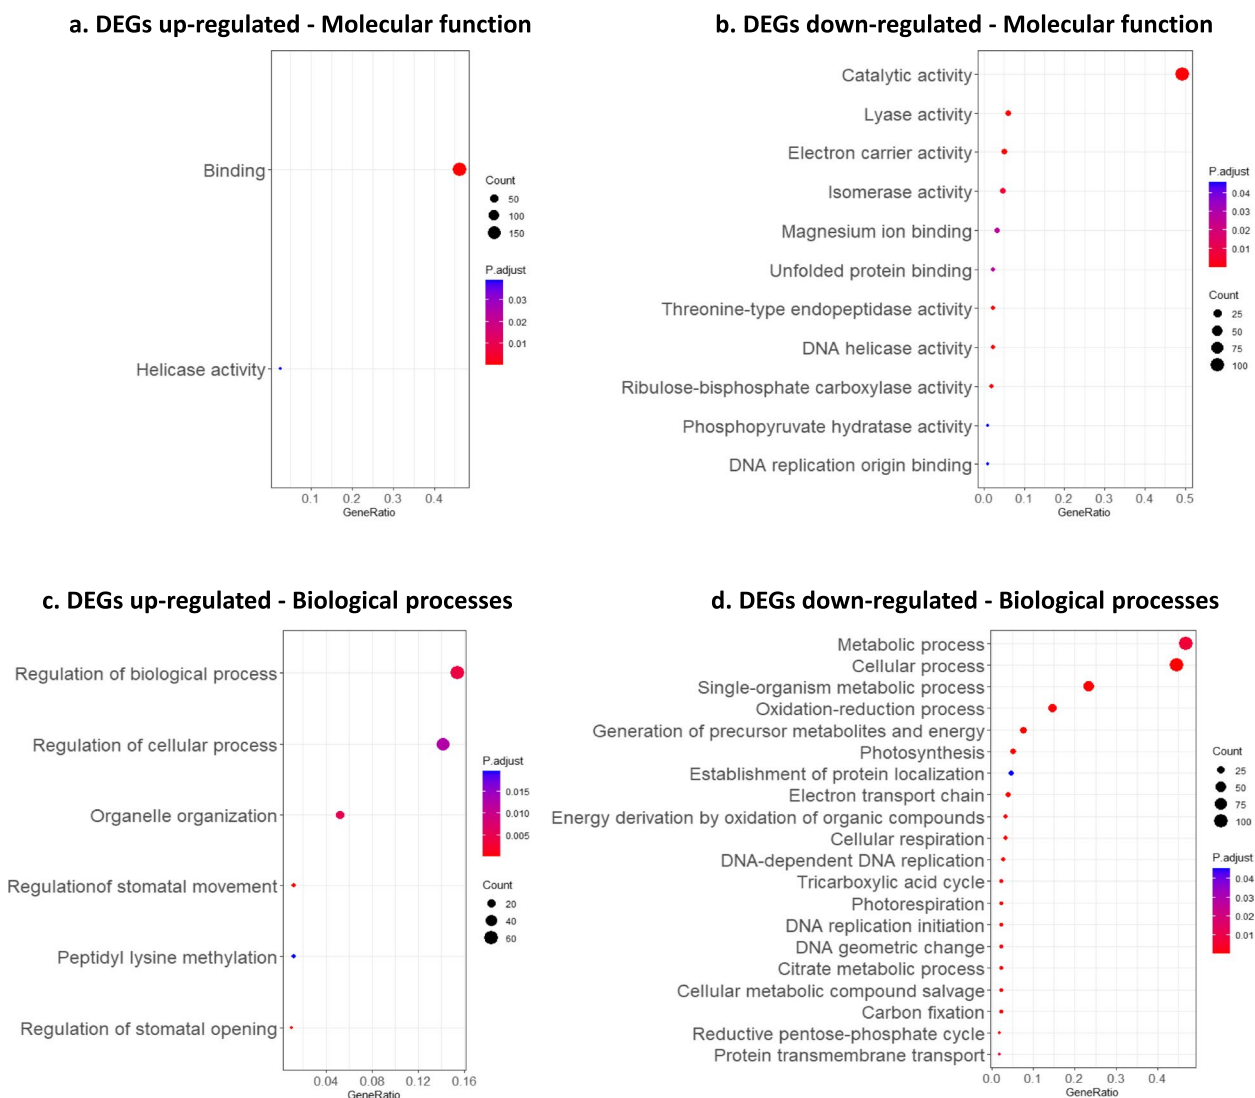 a. DEGs up-regulated - Molecular function
Binding
Helicase activity
0.1 0.2 0.3 0.4
GeneRatio
Count
50
100
150
P.adjust
0.03
0.02
0.01
b. DEGs down-regulated - Molecular function
Catalytic activity
Lyase activity
Electron carrier activity
Isomerase activity
Magnesium ion binding
Unfolded protein binding
Threonine-type endopeptidase activity
DNA helicase activity
Ribulose-bisphosphate carboxylase activity
Phosphopyruvate hydratase activity
DNA replication origin binding
0.0 0.1 0.2 0.3 0.4 0.5
GeneRatio
P.adjust
0.04
0.03
0.02
0.01
Count
25
50
75
100
c. DEGs up-regulated - Biological processes
Regulation of biological process
Regulation of cellular process
Organelle organization
Regulationof stomatal movement
Peptidyl lysine methylation
Regulation of stomatal opening
0.04 0.08 0.12 0.16
GeneRatio
P.adjust
0.015
0.010
0.005
Count
20
40
60
d. DEGs down-regulated - Biological processes
Metabolic process
Cellular process
Single-organism metabolic process
Oxidation-reduction process
Generation of precursor metabolites and energy
Photosynthesis
Establishment of protein localization
Electron transport chain
Energy derivation by oxidation of organic compounds
Cellular respiration
DNA-dependent DNA replication
Tricarboxylic acid cycle
Photorespiration
DNA replication initiation
DNA geometric change
Citrate metabolic process
Cellular metabolic compound salvage
Carbon fixation
Reductive pentose-phosphate cycle
Protein transmembrane transport
0.0 0.1 0.2 0.3 0.4
GeneRatio
Count
25
50
75
100
P.adjust
0.04
0.03
0.02
0.01